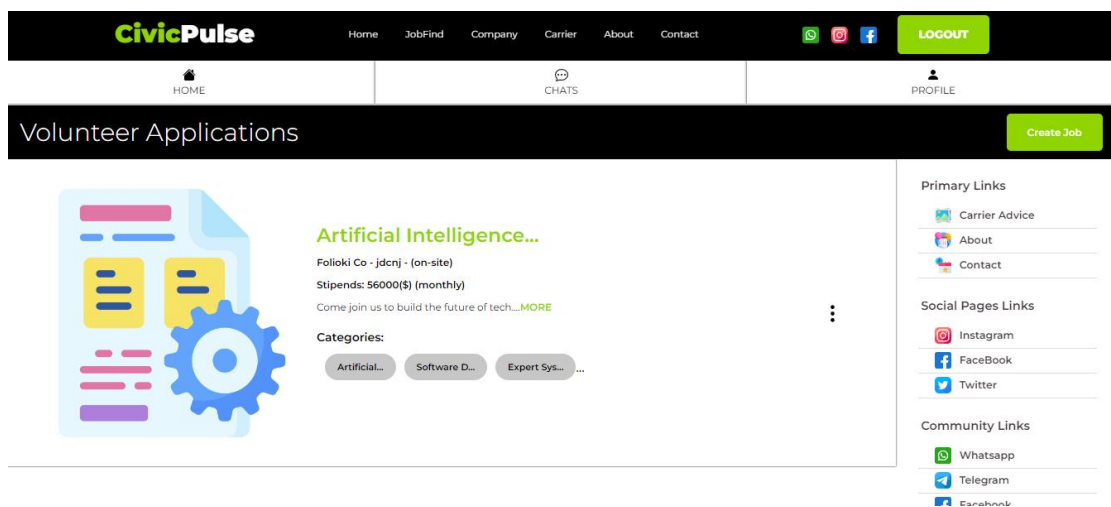 CivicPulse
Home JobFind Company Carrier About Contact
LOGOUT
HOME
CHATS
PROFILE
Volunteer Applications
Create Job
Artificial Intelligence...
Folioki Co - jdcnj - (on-site)
Stipends: 56000($) (monthly)
Come join us to build the future of tech....MORE
Categories:
Artificial... Software D... Expert Sys... ...
Primary Links
Carrier Advice
About
Contact
Social Pages Links
Instagram
FaceBook
Twitter
Community Links
Whatsapp
Telegram
Facebook